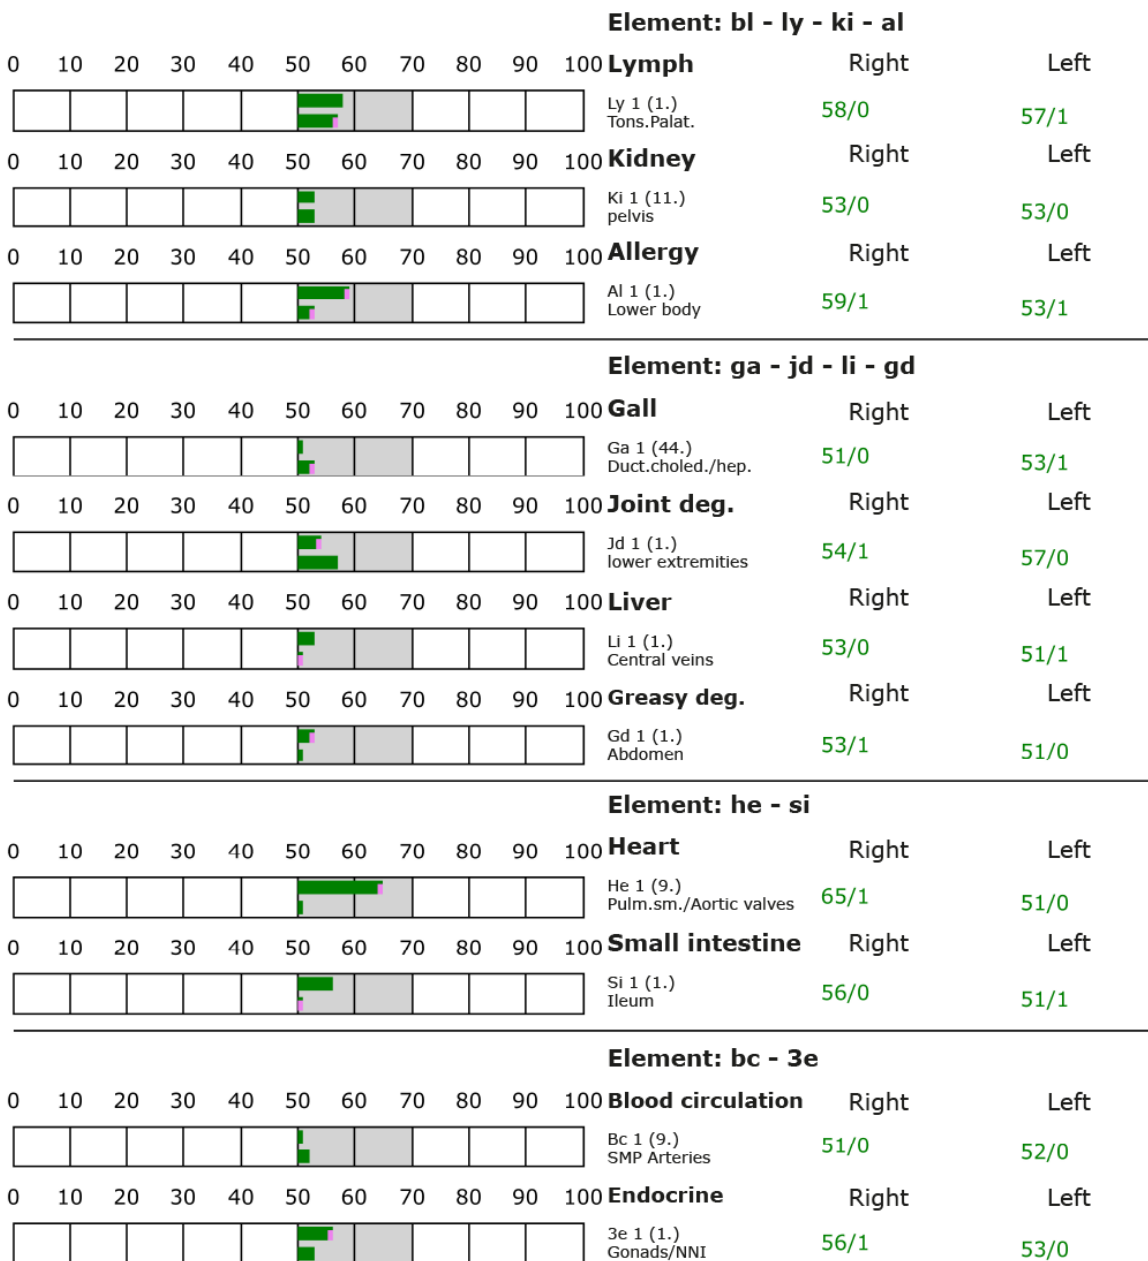 Element: bl - ly - ki - al
0 10 20 30 40 50 60 70 80 90 100 Lymph Right Left
Ly 1 (1.) 58/0 57/1
Tons.Palat.
0 10 20 30 40 50 60 70 80 90 100 Kidney Right Left
Ki 1 (11.) 53/0 53/0
pelvis
0 10 20 30 40 50 60 70 80 90 100 Allergy Right Left
Al 1 (1.) 59/1 53/1
Lower body
Element: ga - jd - li - gd
0 10 20 30 40 50 60 70 80 90 100 Gall Right Left
Ga 1 (44.) 51/0 53/1
Duct.choled./hep.
0 10 20 30 40 50 60 70 80 90 100 Joint deg. Right Left
Jd 1 (1.) 54/1 57/0
lower extremities
0 10 20 30 40 50 60 70 80 90 100 Liver Right Left
Li 1 (1.) 53/0 51/1
Central veins
0 10 20 30 40 50 60 70 80 90 100 Greasy deg. Right Left
Gd 1 (1.) 53/1 51/0
Abdomen
Element: he - si
0 10 20 30 40 50 60 70 80 90 100 Heart Right Left
He 1 (9.) 65/1 51/0
Pulm.sm./Aortic valves
0 10 20 30 40 50 60 70 80 90 100 Small intestine Right Left
Si 1 (1.) 56/0 51/1
Ileum
Element: bc - 3e
0 10 20 30 40 50 60 70 80 90 100 Blood circulation Right Left
Bc 1 (9.) 51/0 52/0
SMP Arteries
0 10 20 30 40 50 60 70 80 90 100 Endocrine Right Left
3e 1 (1.) 56/1 53/0
Gonads/NNI